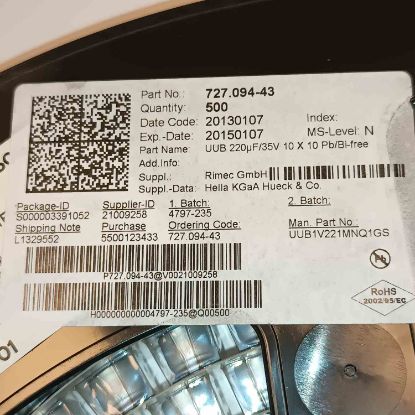 Part No.: 727.094-43
Quantity: 500
Date Code: 20130107 Index:
Exp.-Date: 20150107 MS-Level: N
Part Name: UUB 220µF/35V 10 X 10 Pb/Bi-free
Add.Info:
Suppl.: Rimec GmbH
Suppl.-Data: Hella KGaA Hueck & Co.
Package-ID Supplier-ID 1. Batch: 2. Batch:
S000003391052 21009258 4797-235
Shipping Note Purchase Ordering Code: Man. Part No.:
L1329552 5500123433 727.094-43 UUB1V221MNQ1GS
P727.094-43@V0021009258
H000000000004797-235@Q00500
RoHS
2002/95/EC
01